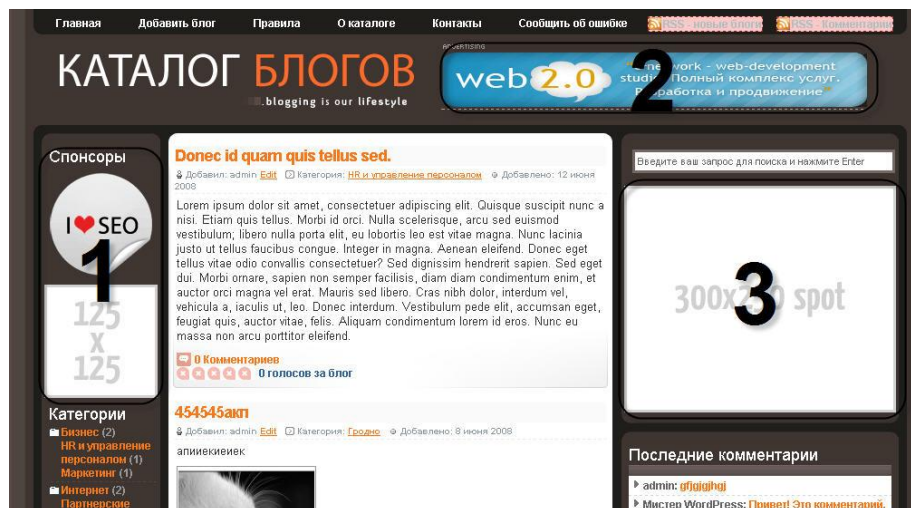 Главная Добавить блог Правила О каталоге Контакты Сообщить об ошибке RSS - новые блоги RSS - Комментарии
ADVERTISING
КАТАЛОГ БЛОГОВ
.blogging is our lifestyle
web 2.0
network - web-development
studio Полный комплекс услуг.
Разработка и продвижение"
2
Спонсоры
I SEO
1
125
X
125
Категории
Бизнес (2)
HR и управление
персоналом (1)
Маркетинг (1)
Интернет (2)
Партнерские
Donec id quam quis tellus sed.
Добавил: admin Edit Категория: HR и управление персоналом Добавлено: 12 июня
2008
Lorem ipsum dolor sit amet, consectetuer adipiscing elit. Quisque suscipit nunc a
nisi. Etiam quis tellus. Morbi id orci. Nulla scelerisque, arcu sed euismod
vestibulum; libero nulla porta elit, eu lobortis leo est vitae magna. Nunc lacinia
justo ut tellus faucibus congue. Integer in magna. Aenean eleifend. Donec eget
tellus vitae odio convallis consectetuer? Sed dignissim hendrerit sapien. Sed eget
dui. Morbi ornare, sapien non semper facilisis, diam diam condimentum enim, et
auctor orci magna vel erat. Mauris sed libero. Cras nibh dolor, interdum vel,
vehicula a, iaculis ut, leo. Donec interdum. Vestibulum pede elit, accumsan eget,
feugiat quis, auctor vitae, felis. Aliquam condimentum lorem id eros. Nunc eu
massa non arcu porttitor eleifend.
0 Комментариев
0 голосов за блог
454545акп
Добавил: admin Edit Категория: Гродно Добавлено: 8 июня 2008
апииекиеиек
Введите ваш запрос для поиска и нажмите Enter
300x spot
3
Последние комментарии
admin: gfjgjgjhgj
Мистер WordPress: Привет! Это комментарий.